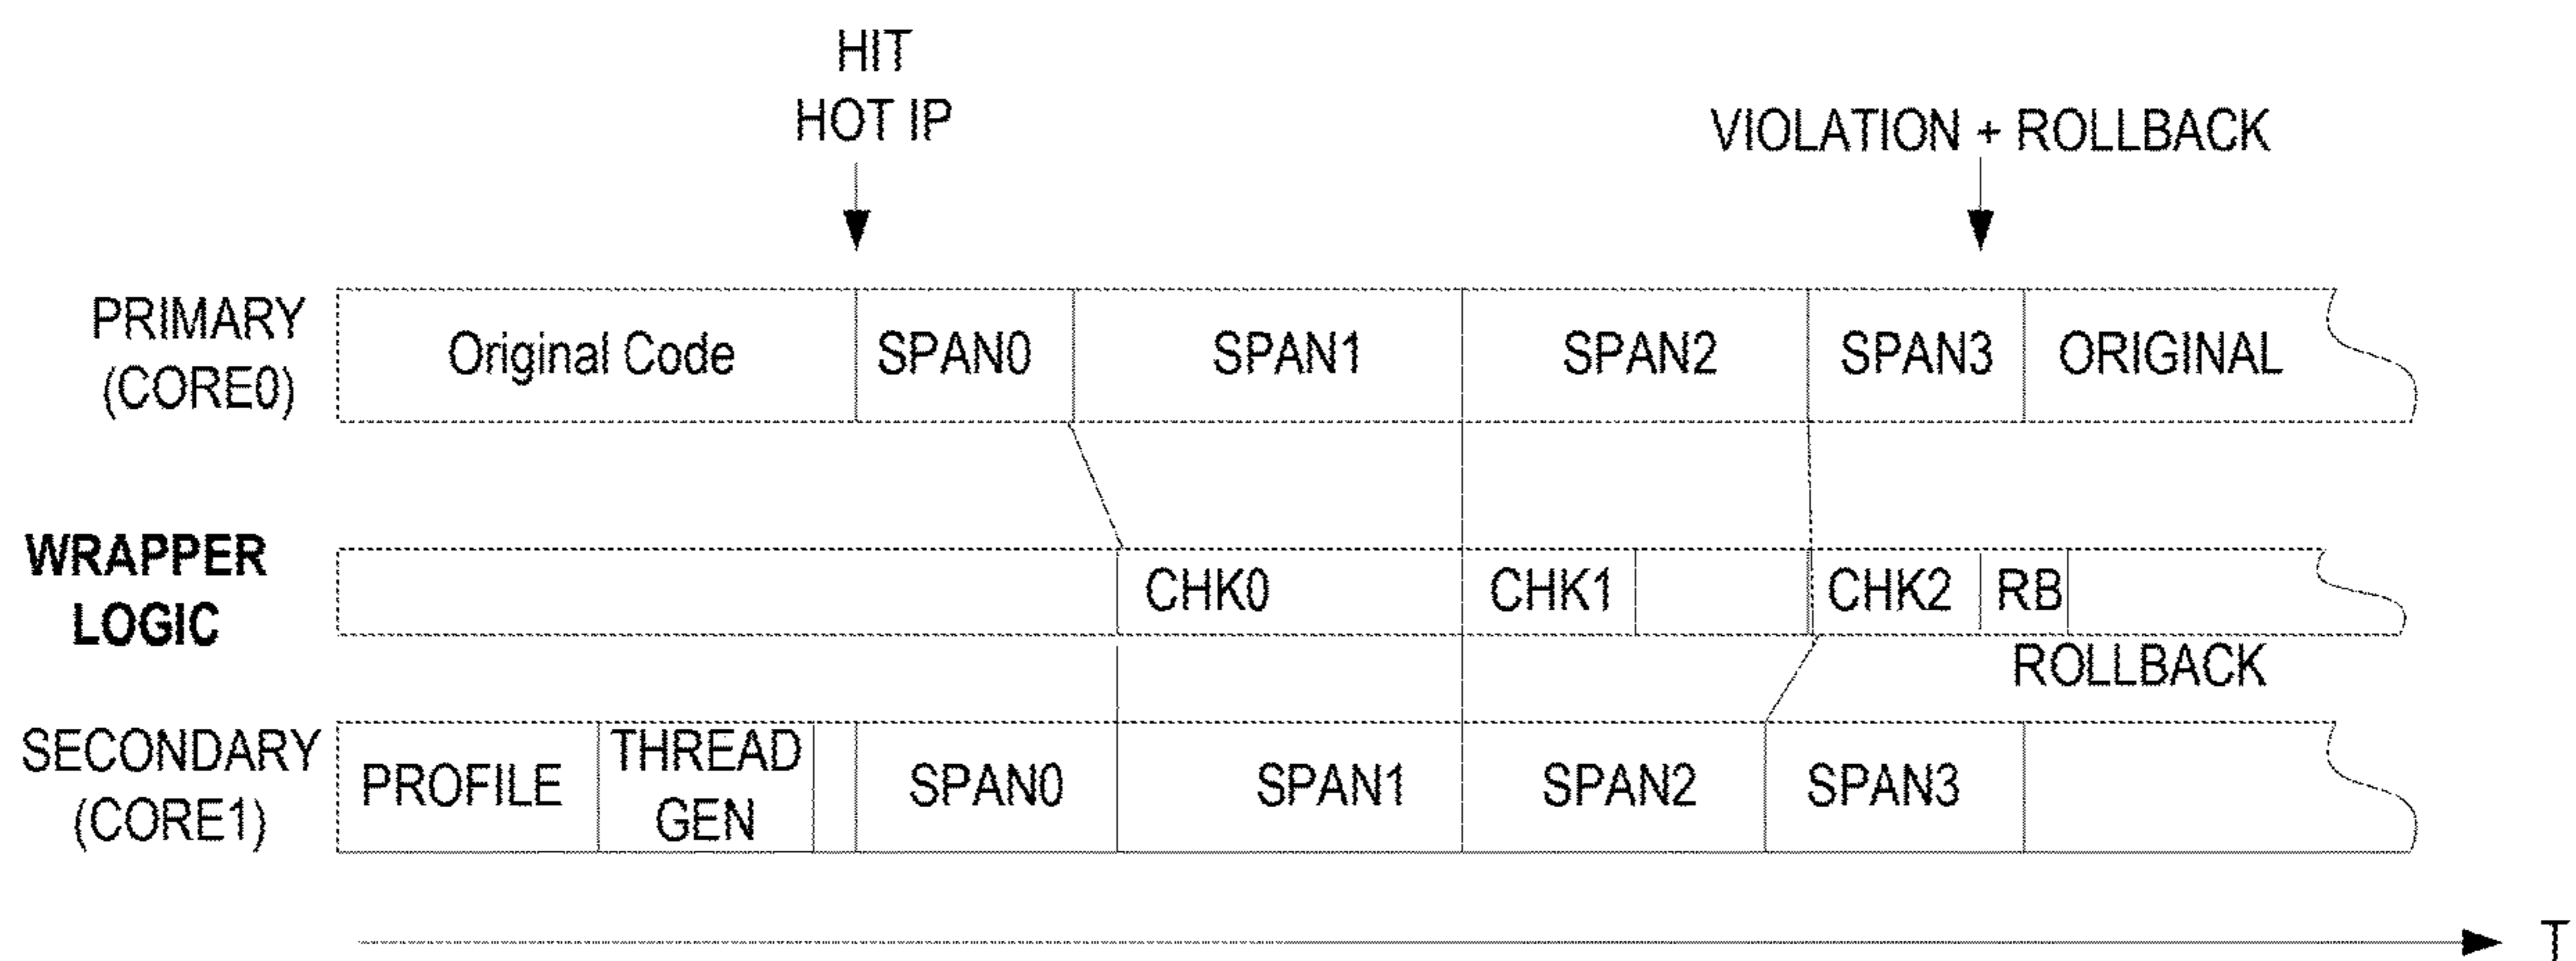 HIT
HOT IP
VIOLATION + ROLLBACK
PRIMARY
(CORE0)
Original Code
SPAN0
SPAN1
SPAN2
SPAN3
ORIGINAL
WRAPPER
LOGIC
CHK0
CHK1
CHK2
RB
ROLLBACK
SECONDARY
(CORE1)
PROFILE
THREAD
GEN
SPAN0
SPAN1
SPAN2
SPAN3
T